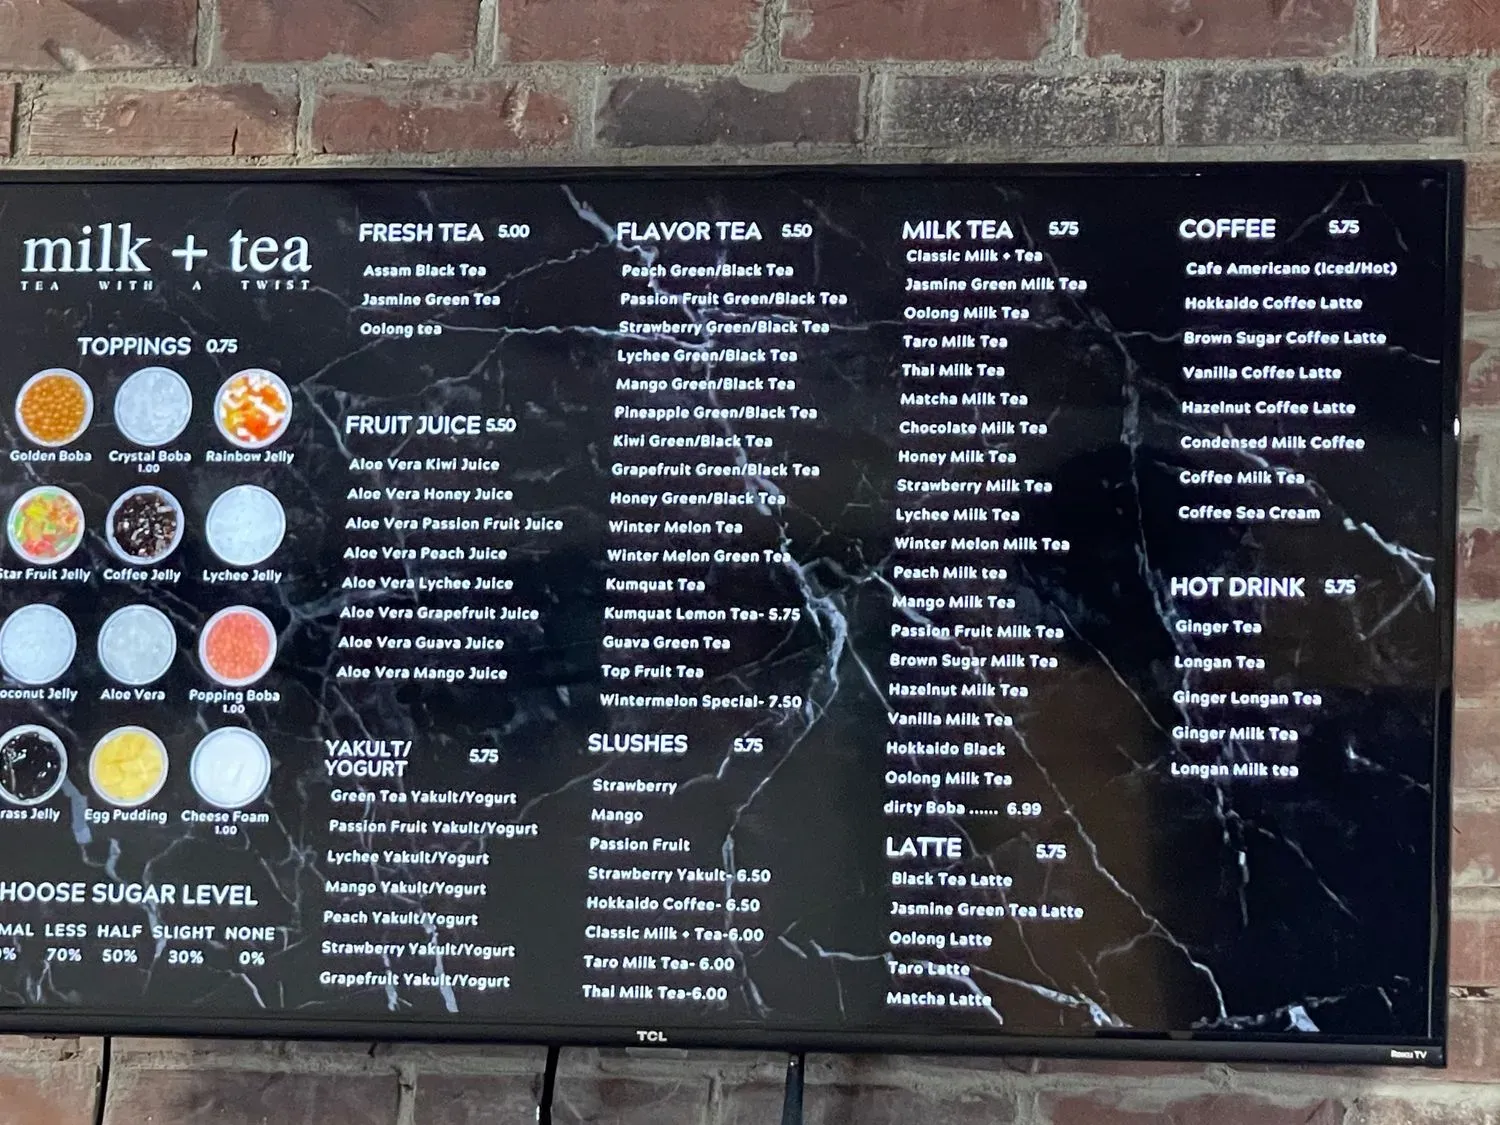 milk + tea
TEA WITH A TWIST
TOPPINGS 0.75
Golden Boba
Crystal Boba
1.00
Rainbow Jelly
Star Fruit Jelly
Coffee Jelly
Lychee Jelly
oconut Jelly
Aloe Vera
Popping Boba
1.00
rass Jelly
Egg Pudding
Cheese Foam
1.00
HOOSE SUGAR LEVEL
MAL LESS HALF SLIGHT NONE
% 70% 50% 30% 0%
FRESH TEA 5.00
Assam Black Tea
Jasmine Green Tea
Oolong tea
FRUIT JUICE 5.50
Aloe Vera Kiwi Juice
Aloe Vera Honey Juice
Aloe Vera Passion Fruit Juice
Aloe Vera Peach Juice
Aloe Vera Lychee Juice
Aloe Vera Grapefruit Juice
Aloe Vera Guava Juice
Aloe Vera Mango Juice
YAKULT/
YOGURT 5.75
Green Tea Yakult/Yogurt
Passion Fruit Yakult/Yogurt
Lychee Yakult/Yogurt
Mango Yakult/Yogurt
Peach Yakult/Yogurt
Strawberry Yakult/Yogurt
Grapefruit Yakult/Yogurt
FLAVOR TEA 5.50
Peach Green/Black Tea
Passion Fruit Green/Black Tea
Strawberry Green/Black Tea
Lychee Green/Black Tea
Mango Green/Black Tea
Pineapple Green/Black Tea
Kiwi Green/Black Tea
Grapefruit Green/Black Tea
Honey Green/Black Tea
Winter Melon Tea
Winter Melon Green Tea
Kumquat Tea
Kumquat Lemon Tea- 5.75
Guava Green Tea
Top Fruit Tea
Wintermelon Special- 7.50
SLUSHES 5.75
Strawberry
Mango
Passion Fruit
Strawberry Yakult- 6.50
Hokkaido Coffee- 6.50
Classic Milk + Tea-6.00
Taro Milk Tea- 6.00
Thai Milk Tea-6.00
MILK TEA 5.75
Classic Milk + Tea
Jasmine Green Milk Tea
Oolong Milk Tea
Taro Milk Tea
Thai Milk Tea
Matcha Milk Tea
Chocolate Milk Tea
Honey Milk Tea
Strawberry Milk Tea
Lychee Milk Tea
Winter Melon Milk Tea
Peach Milk tea
Mango Milk Tea
Passion Fruit Milk Tea
Brown Sugar Milk Tea
Hazelnut Milk Tea
Vanilla Milk Tea
Hokkaido Black
Oolong Milk Tea
dirty Boba ...... 6.99
LATTE 5.75
Black Tea Latte
Jasmine Green Tea Latte
Oolong Latte
Taro Latte
Matcha Latte
COFFEE 5.75
Cafe Americano (Iced/Hot)
Hokkaido Coffee Latte
Brown Sugar Coffee Latte
Vanilla Coffee Latte
Hazelnut Coffee Latte
Condensed Milk Coffee
Coffee Milk Tea
Coffee Sea Cream
HOT DRINK 5.75
Ginger Tea
Longan Tea
Ginger Longan Tea
Ginger Milk Tea
Longan Milk tea
TCL
Roku TV